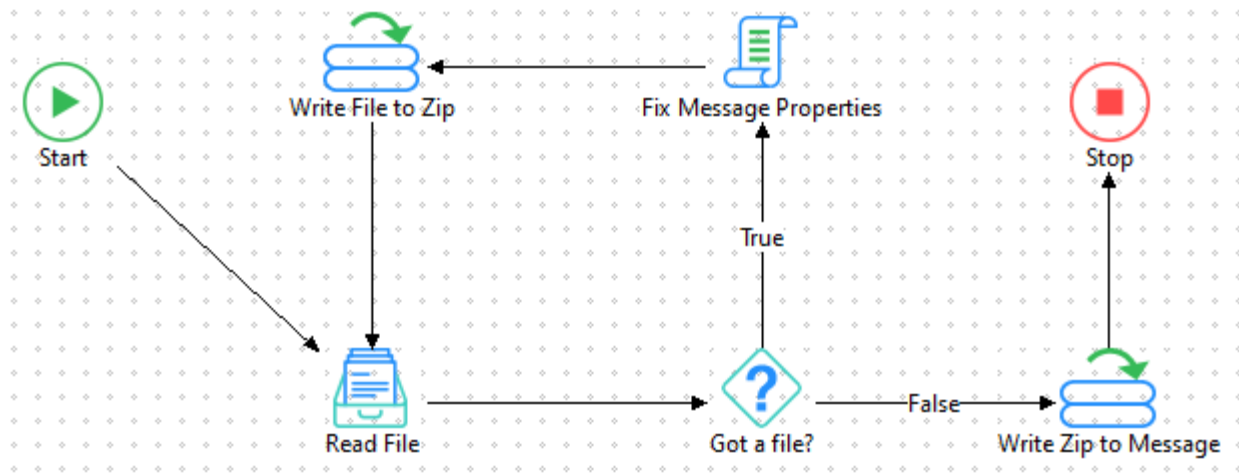 Write File to Zip
Fix Message Properties
Start
Stop
True
False
Read File
Got a file?
Write Zip to Message